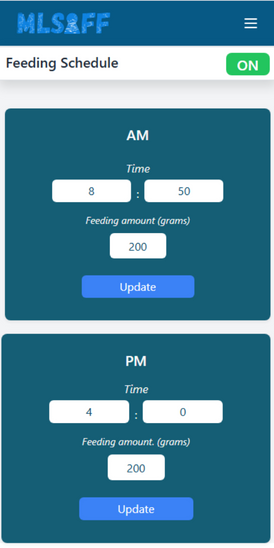 MLS&FF
Feeding Schedule
ON
AM
Time
8 : 50
Feeding amount (grams)
200
Update
PM
Time
4 : 0
Feeding amount. (grams)
200
Update